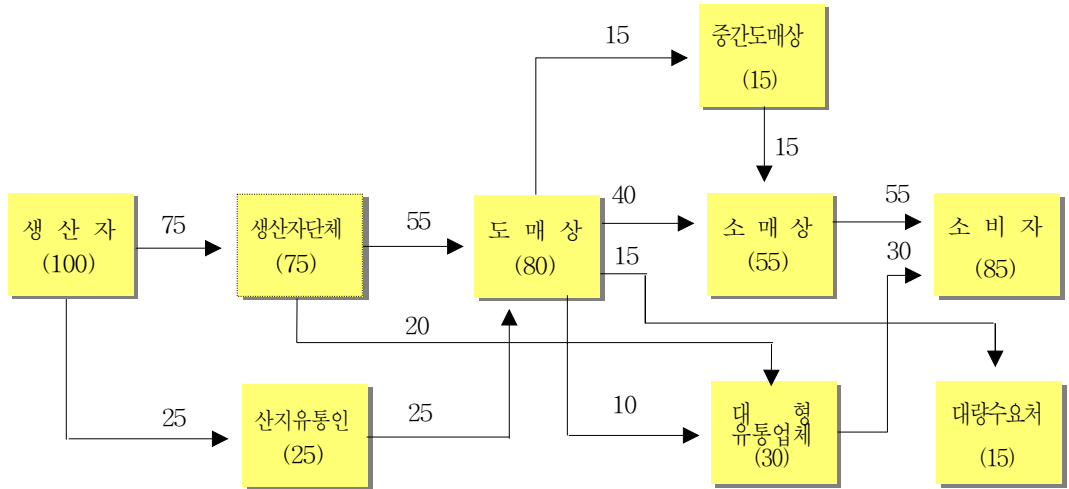 15
중간도매상
(15)
15
생 산 자
(100)
75
생산자단체
(75)
55
도 매 상
(80)
40
15
소 매 상
(55)
55
30
소 비 자
(85)
20
25
산지유통인
(25)
25
10
대 형
유통업체
(30)
대량수요처
(15)